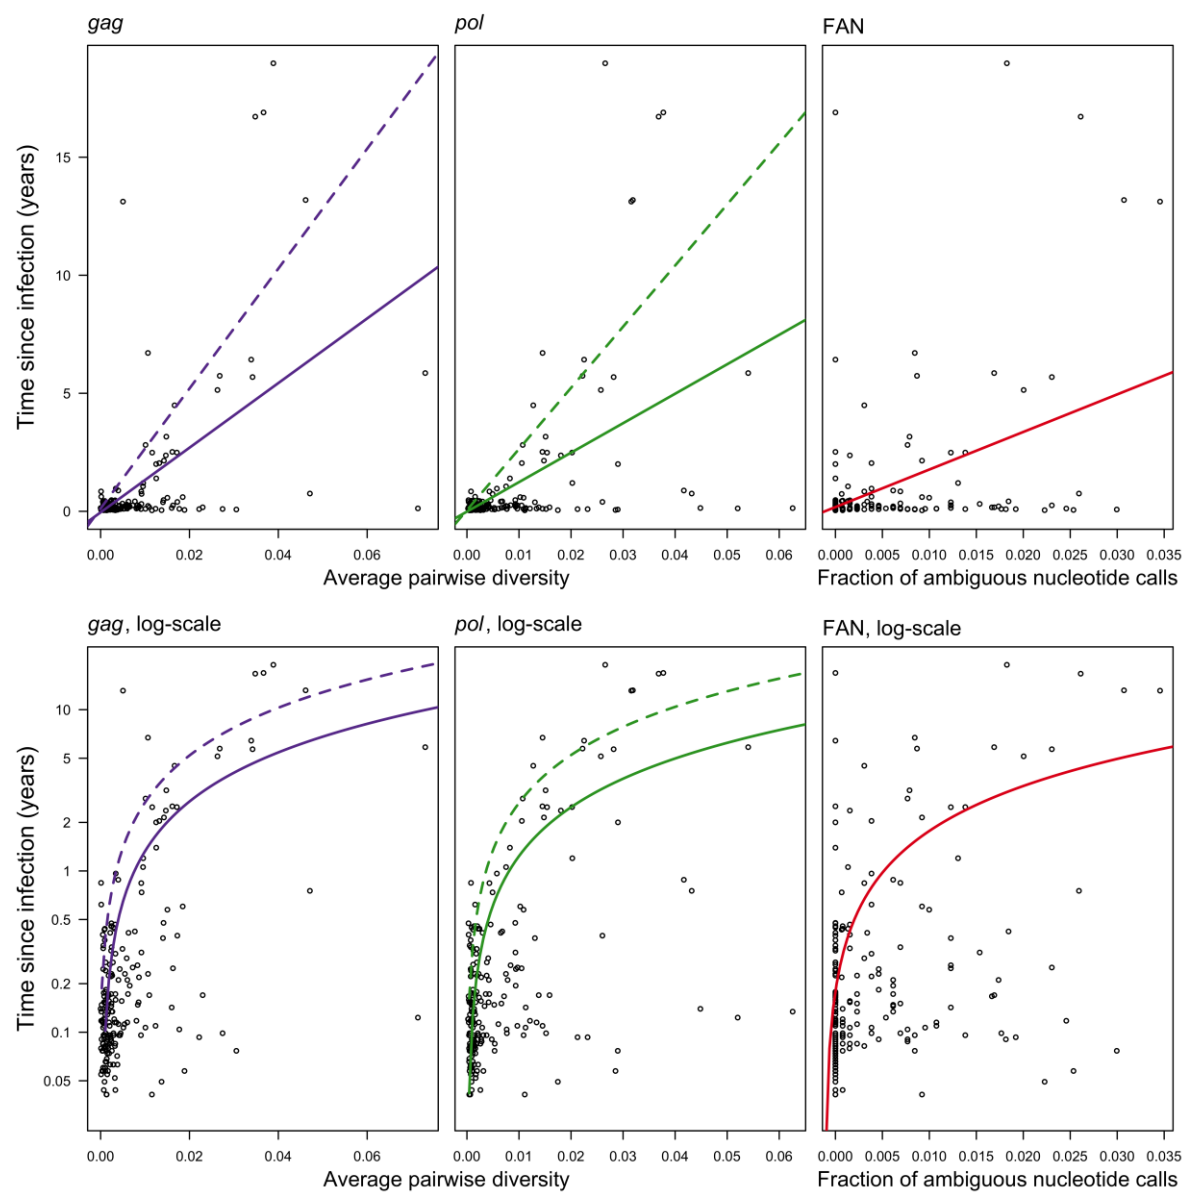 gag
pol
FAN
Time since infection (years)
15
10
5
0
0.00 0.02 0.04 0.06
0.00 0.01 0.02 0.03 0.04 0.05 0.06
0.000 0.005 0.010 0.015 0.020 0.025 0.030 0.035
Average pairwise diversity
Fraction of ambiguous nucleotide calls
gag, log-scale
pol, log-scale
FAN, log-scale
Time since infection (years)
10
5
2
1
0.5
0.2
0.1
0.05
0.00 0.02 0.04 0.06
0.00 0.01 0.02 0.03 0.04 0.05 0.06
0.000 0.005 0.010 0.015 0.020 0.025 0.030 0.035
Average pairwise diversity
Fraction of ambiguous nucleotide calls